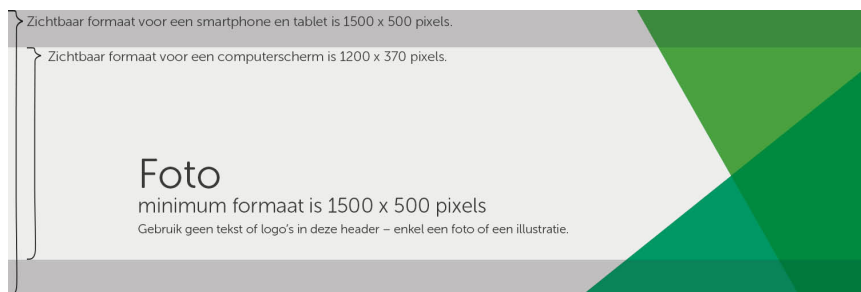 Zichtbaar formaat voor een smartphone en tablet is 1500 x 500 pixels.
Zichtbaar formaat voor een computerscherm is 1200 x 370 pixels.
Foto
minimum formaat is 1500 x 500 pixels
Gebruik geen tekst of logo’s in deze header – enkel een foto of een illustratie.